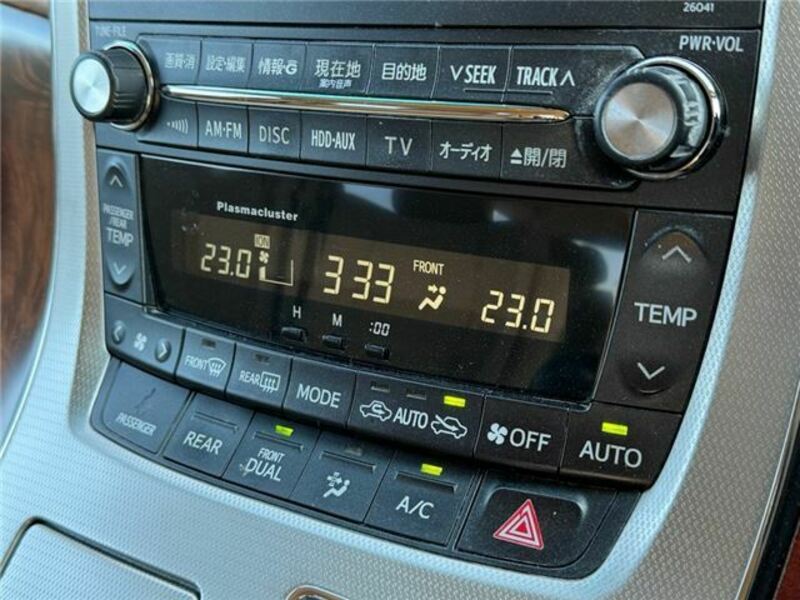 26041
TUNE·FILE
PWR·VOL
画質·消
設定·編集
情報·G
現在地
案内音声
目的地
∨ SEEK
TRACK ∧
AM·FM
DISC
HDD·AUX
TV
オーディオ
▲開/閉
PASSENGER
/REAR
TEMP
Plasmacluster
23.0
ION
3:33
FRONT
23.0
H
M
:00
TEMP
FRONT
REAR
MODE
AUTO
OFF
AUTO
PASSENGER
REAR
FRONT
DUAL
A/C